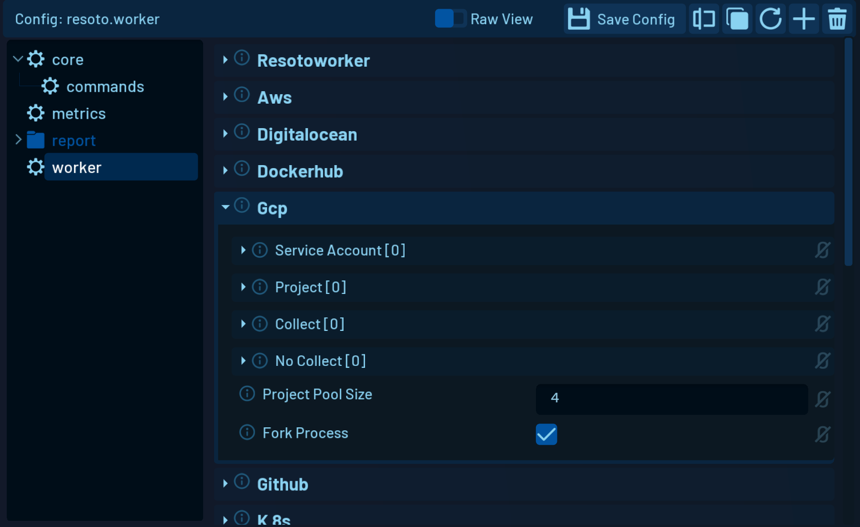 Config: resoto.worker
Raw View
Save Config
core
commands
metrics
report
worker
Resotoworker
Aws
Digitalocean
Dockerhub
Gcp
Service Account [0]
Project [0]
Collect [0]
No Collect [0]
Project Pool Size
4
Fork Process
Github
K8s